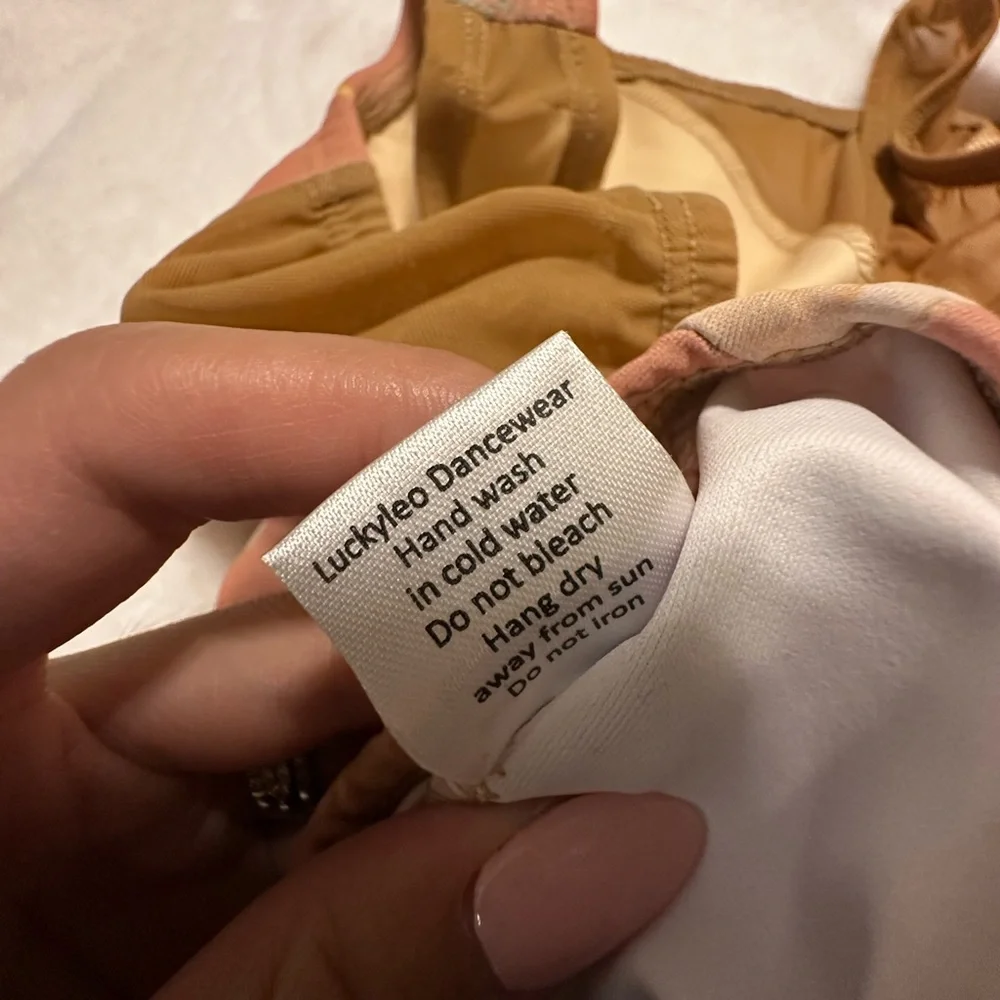 Luckyleo Dancewear
Hand wash
in cold water
Do not bleach
Hang dry
away from sun
Do not iron